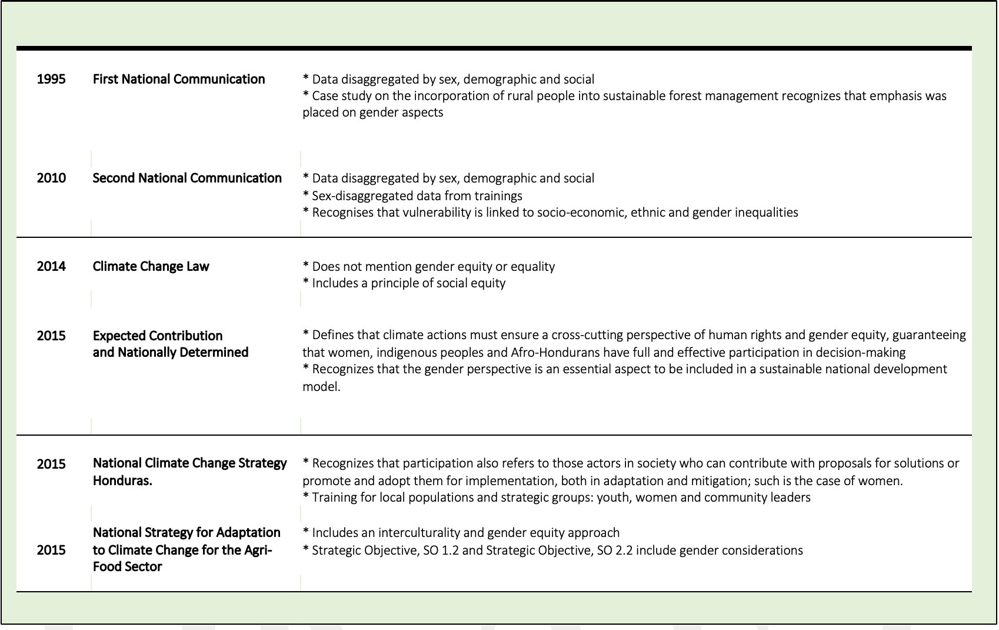 1995 First National Communication * Data disaggregated by sex, demographic and social
* Case study on the incorporation of rural people into sustainable forest management recognizes that emphasis was
placed on gender aspects
2010 Second National Communication * Data disaggregated by sex, demographic and social
* Sex-disaggregated data from trainings
* Recognises that vulnerability is linked to socio-economic, ethnic and gender inequalities
2014 Climate Change Law * Does not mention gender equity or equality
* Includes a principle of social equity
2015 Expected Contribution * Defines that climate actions must ensure a cross-cutting perspective of human rights and gender equity, guaranteeing
and Nationally Determined that women, indigenous peoples and Afro-Hondurans have full and effective participation in decision-making
* Recognizes that the gender perspective is an essential aspect to be included in a sustainable national development
model.
2015 National Climate Change Strategy * Recognizes that participation also refers to those actors in society who can contribute with proposals for solutions or
Honduras. promote and adopt them for implementation, both in adaptation and mitigation; such is the case of women.
* Training for local populations and strategic groups: youth, women and community leaders
National Strategy for Adaptation * Includes an interculturality and gender equity approach
2015 to Climate Change for the Agri- * Strategic Objective, SO 1.2 and Strategic Objective, SO 2.2 include gender considerations
Food Sector